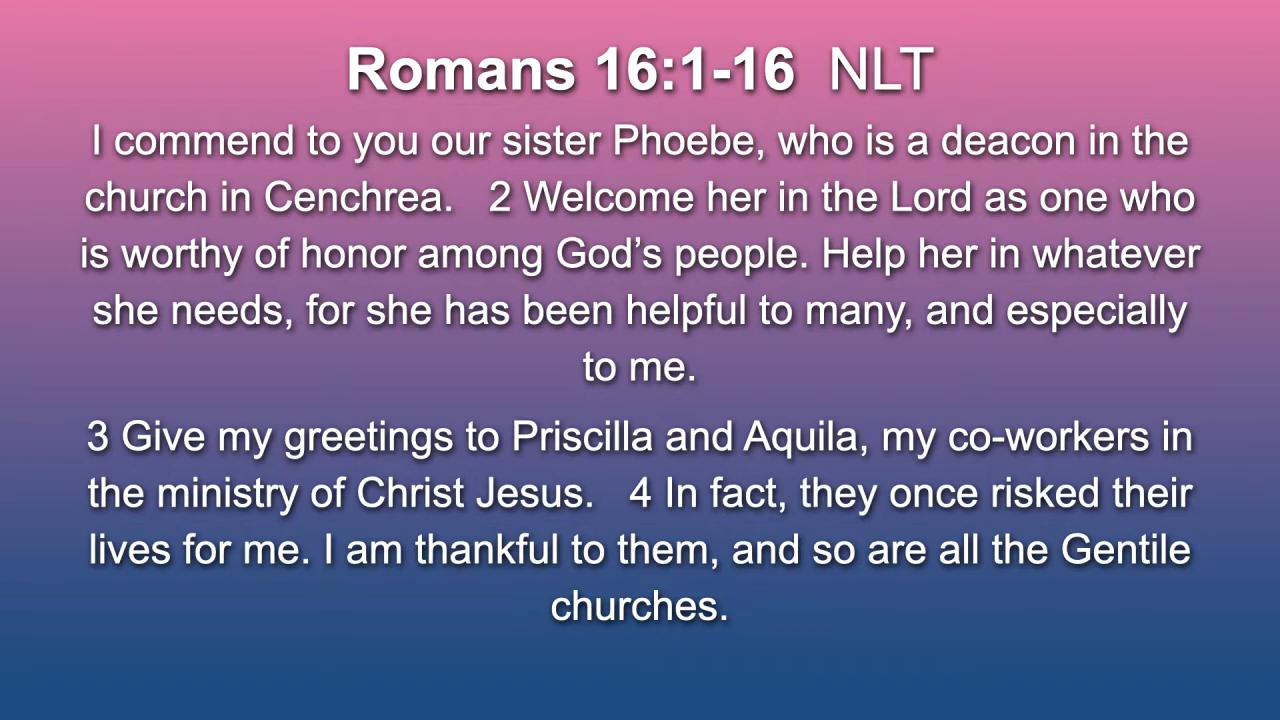 Romans 16:1-16  NLT
I commend to you our sister Phoebe, who is a deacon in the
church in Cenchrea.   2 Welcome her in the Lord as one who
is worthy of honor among God’s people. Help her in whatever
she needs, for she has been helpful to many, and especially
to me.
3 Give my greetings to Priscilla and Aquila, my co-workers in
the ministry of Christ Jesus.   4 In fact, they once risked their
lives for me. I am thankful to them, and so are all the Gentile
churches.